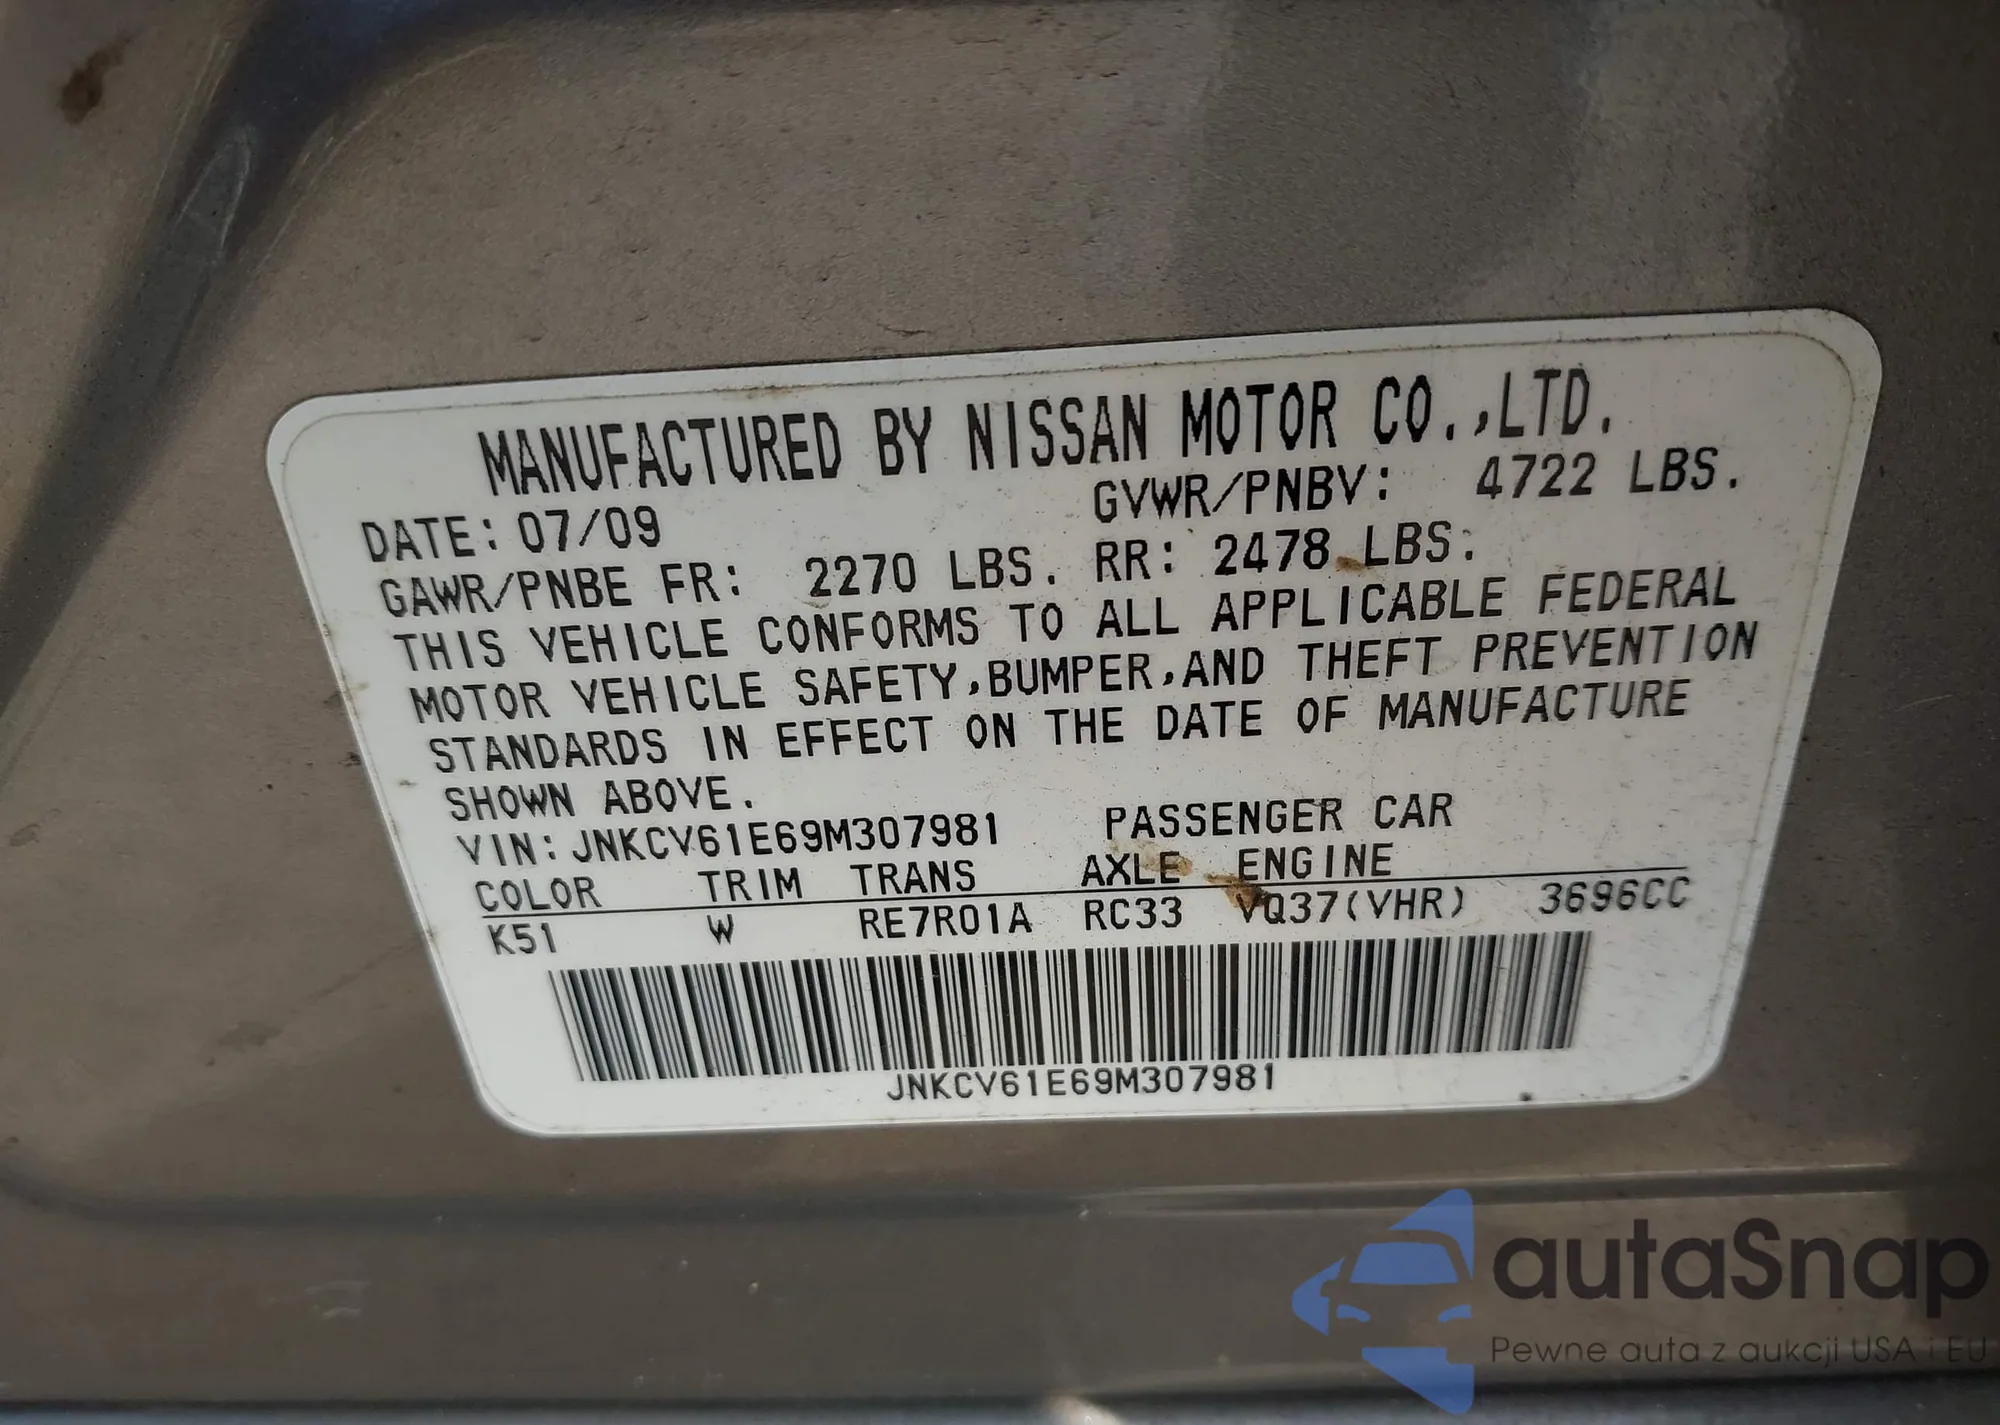 MANUFACTURED BY NISSAN MOTOR CO.,LTD.
DATE: 07/09 GVWR/PNBV: 4722 LBS.
GAWR/PNBE FR: 2270 LBS. RR: 2478 LBS.
THIS VEHICLE CONFORMS TO ALL APPLICABLE FEDERAL
MOTOR VEHICLE SAFETY,BUMPER,AND THEFT PREVENTION
STANDARDS IN EFFECT ON THE DATE OF MANUFACTURE
SHOWN ABOVE.
VIN: JNKCV61E69M307981 PASSENGER CAR
COLOR TRIM TRANS AXLE ENGINE
K51 W RE7R01A RC33 VQ37(VHR) 3696CC
JNKCV61E69M307981
autaSnap
Pewne auta z aukcji USA i EU